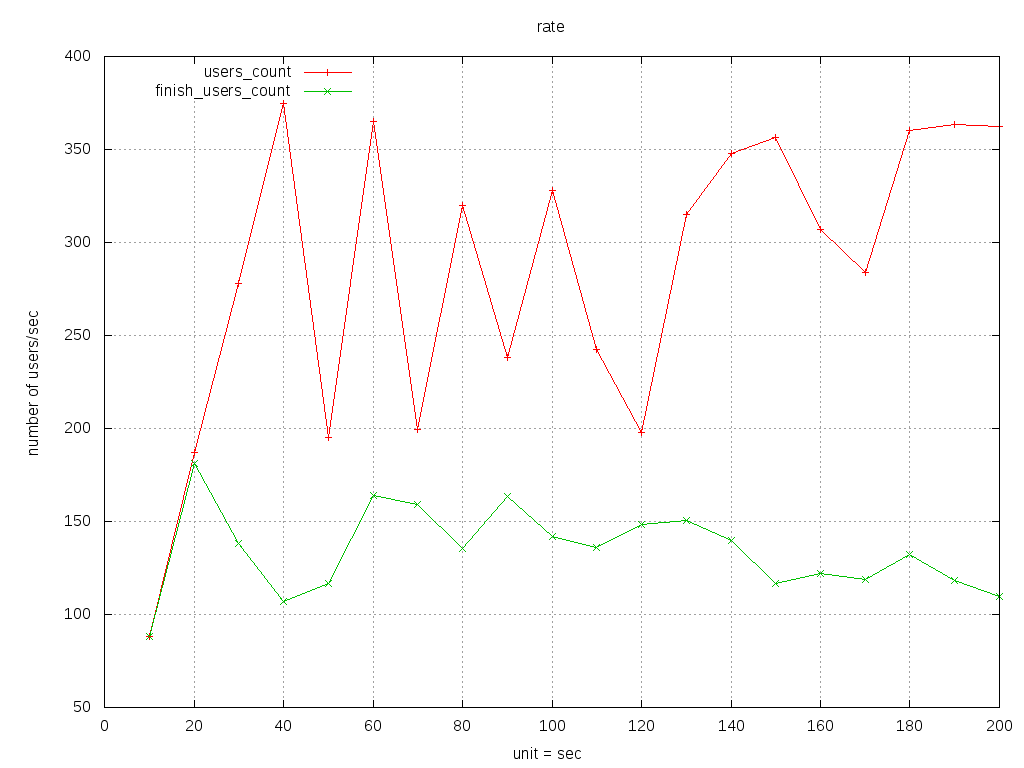 rate
users_count
finish_users_count
400
350
300
250
200
150
100
50
number of users/sec
0 20 40 60 80 100 120 140 160 180 200
unit = sec